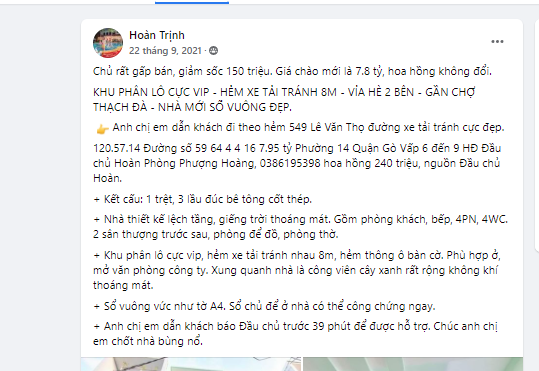 Hoàn Trịnh
22 tháng 9, 2021 ·
Chủ rất gấp bán, giảm sốc 150 triệu. Giá chào mới là 7.8 tỷ, hoa hồng không đổi.
KHU PHÂN LÔ CỰC VIP - HẺM XE TẢI TRÁNH 8M - VỈA HÈ 2 BÊN - GẦN CHỢ
THẠCH ĐÀ - NHÀ MỚI SỔ VUÔNG ĐẸP.
👉 Anh chị em dẫn khách đi theo hẻm 549 Lê Văn Thọ đường xe tải tránh cực đẹp.
120.57.14 Đường số 59 64 4 4 16 7.95 tỷ Phường 14 Quận Gò Vấp 6 đến 9 HĐ Đầu
chủ Hoàn Phòng Phượng Hoàng, 0386195398 hoa hồng 240 triệu, nguồn Đầu chủ
Hoàn.
+ Kết cấu: 1 trệt, 3 lầu đúc bê tông cốt thép.
+ Nhà thiết kế lệch tầng, giếng trời thoáng mát. Gồm phòng khách, bếp, 4PN, 4WC.
2 sân thượng trước sau, phòng để đồ, phòng thờ.
+ Khu phân lô cực vip, hẻm xe tải tránh nhau 8m, hẻm thông ô bàn cờ. Phù hợp ở,
mở văn phòng công ty. Xung quanh nhà là công viên cây xanh rất rộng không khí
thoáng mát.
+ Sổ vuông vức như tờ A4. Sổ chủ để ở nhà có thể công chứng ngay.
+ Anh chị em dẫn khách báo Đầu chủ trước 39 phút để được hỗ trợ. Chúc anh chị
em chốt nhà bùng nổ.